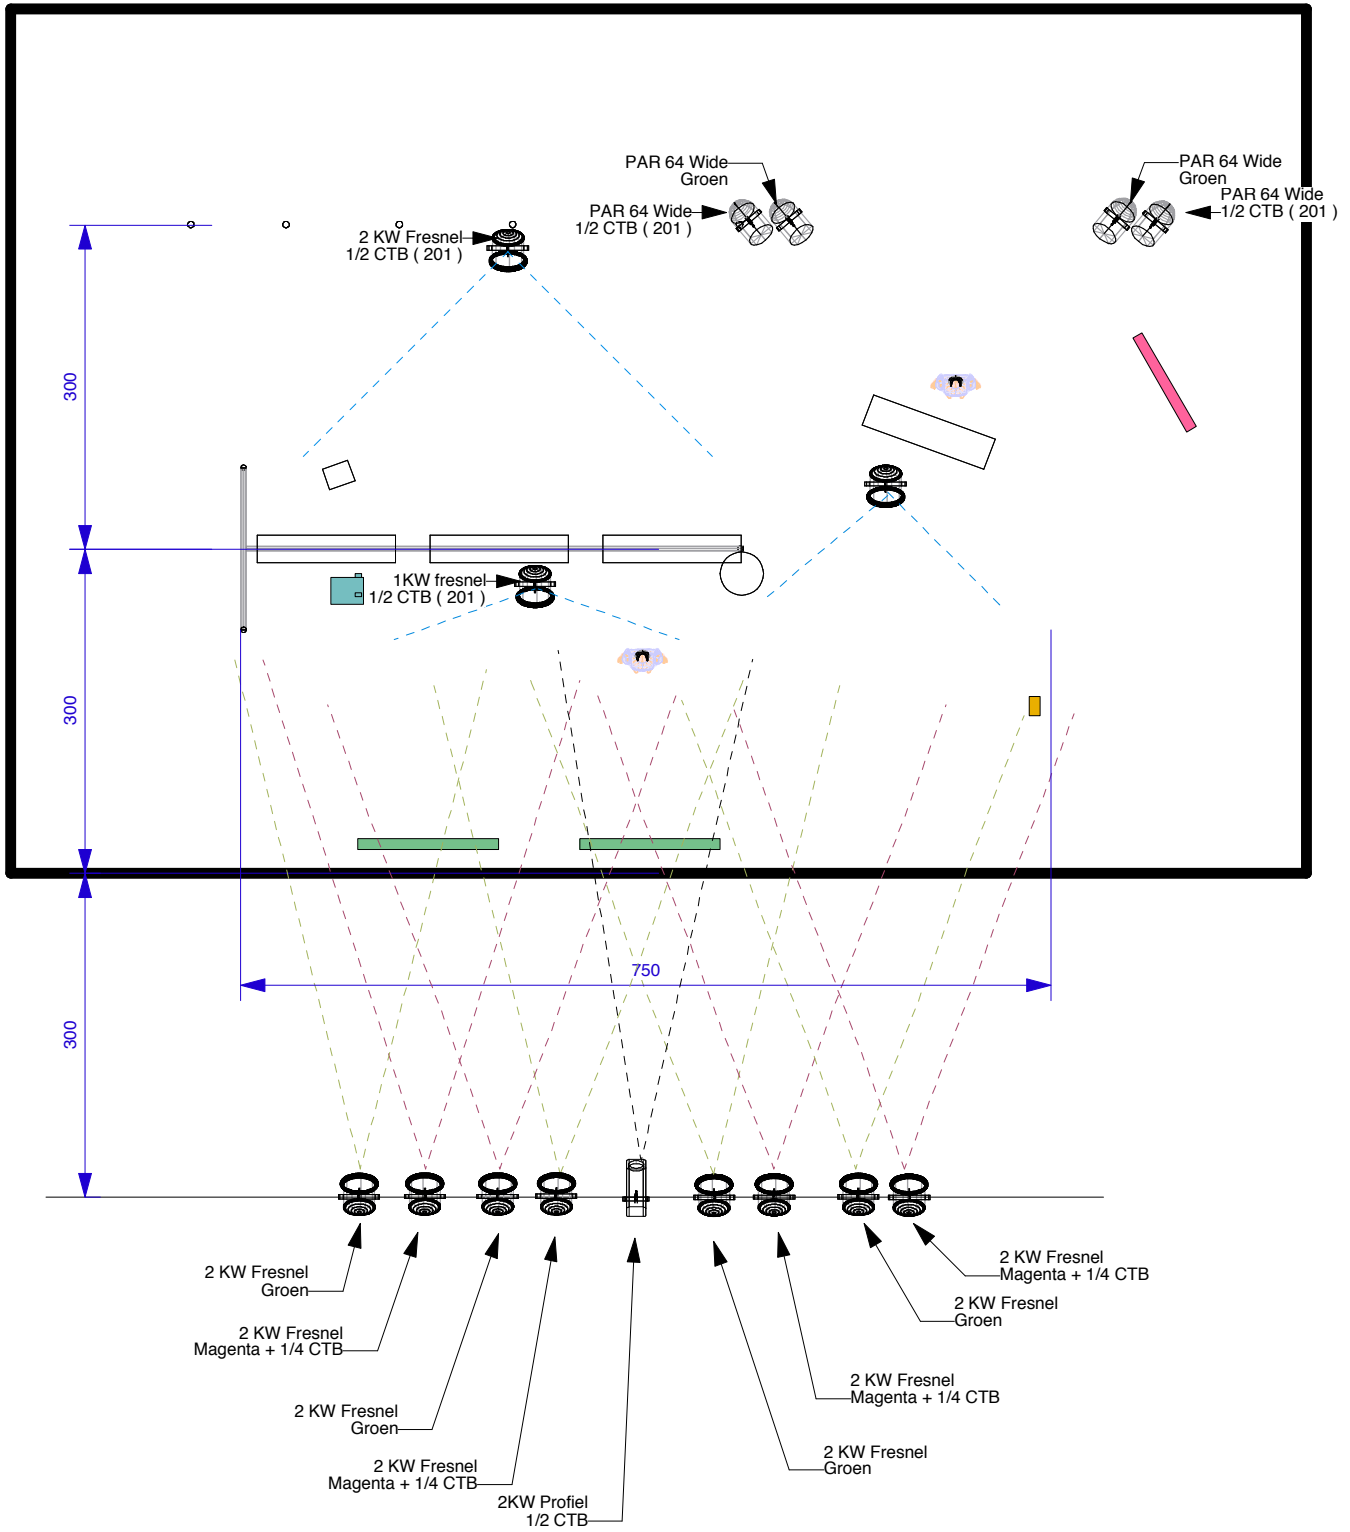 PAR 64 Wide
Groen
PAR 64 Wide
1/2 CTB ( 201 )
PAR 64 Wide
Groen
PAR 64 Wide
1/2 CTB ( 201 )
2 KW Fresnel
1/2 CTB ( 201 )
300
1KW fresnel
1/2 CTB ( 201 )
300
750
300
2 KW Fresnel
Groen
2 KW Fresnel
Magenta + 1/4 CTB
2 KW Fresnel
Groen
2 KW Fresnel
Magenta + 1/4 CTB
2KW Profiel
1/2 CTB
2 KW Fresnel
Groen
2 KW Fresnel
Magenta + 1/4 CTB
2 KW Fresnel
Groen
2 KW Fresnel
Magenta + 1/4 CTB